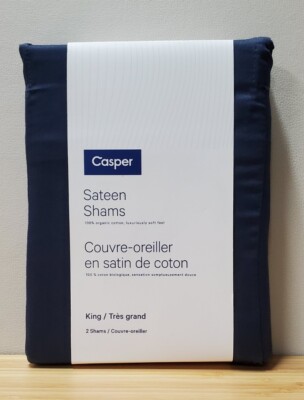 Casper
Sateen
Shams
100% organic cotton, luxuriously soft feel
Couvre-oreiller
en satin de coton
100 % coton biologique, sensation somptueusement douce
King / Très grand
2 Shams / Couvre-oreiller